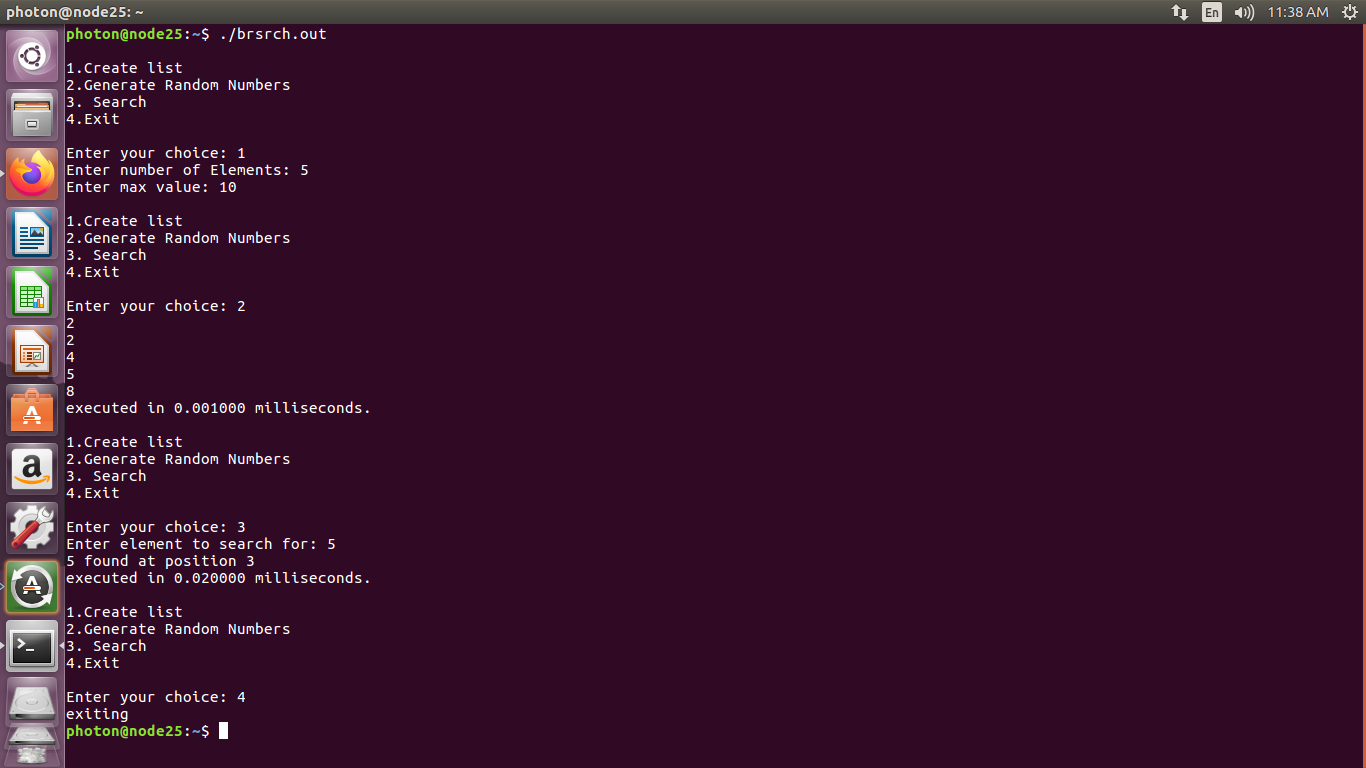 photon@node25: ~
En
11:38 AM
photon@node25:~$ ./brsrch.out
1.Create list
2.Generate Random Numbers
3. Search
4.Exit
Enter your choice: 1
Enter number of Elements: 5
Enter max value: 10
1.Create list
2.Generate Random Numbers
3. Search
4.Exit
Enter your choice: 2
2
2
4
5
8
executed in 0.001000 milliseconds.
1.Create list
2.Generate Random Numbers
3. Search
4.Exit
Enter your choice: 3
Enter element to search for: 5
5 found at position 3
executed in 0.020000 milliseconds.
1.Create list
2.Generate Random Numbers
3. Search
4.Exit
Enter your choice: 4
exiting
photon@node25:~$